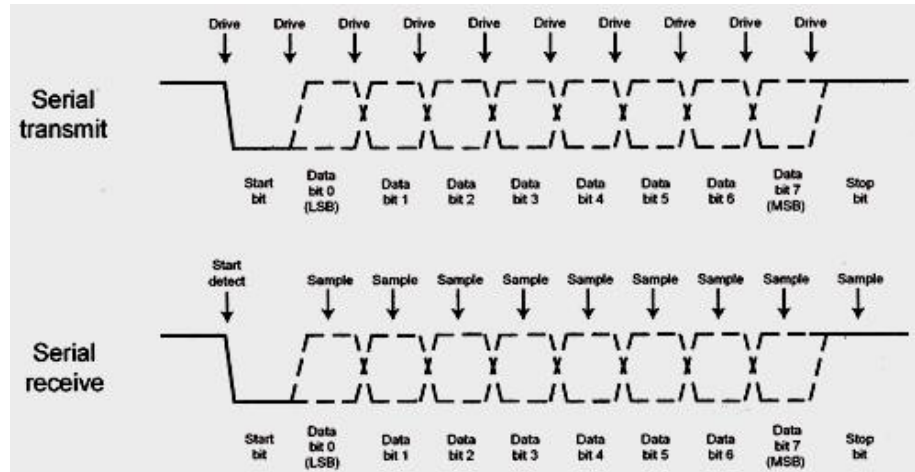 Drive Drive Drive Drive Drive Drive Drive Drive Drive Drive
Serial
transmit
Start
bit
Data
bit 0
(LSB)
Data
bit 1
Data
bit 2
Data
bit 3
Data
bit 4
Data
bit 5
Data
bit 6
Data
bit 7
(MSB)
Stop
bit
Start
detect
Sample Sample Sample Sample Sample Sample Sample Sample Sample
Serial
receive
Start
bit
Data
bit 0
(LSB)
Data
bit 1
Data
bit 2
Data
bit 3
Data
bit 4
Data
bit 5
Data
bit 6
Data
bit 7
(MSB)
Stop
bit